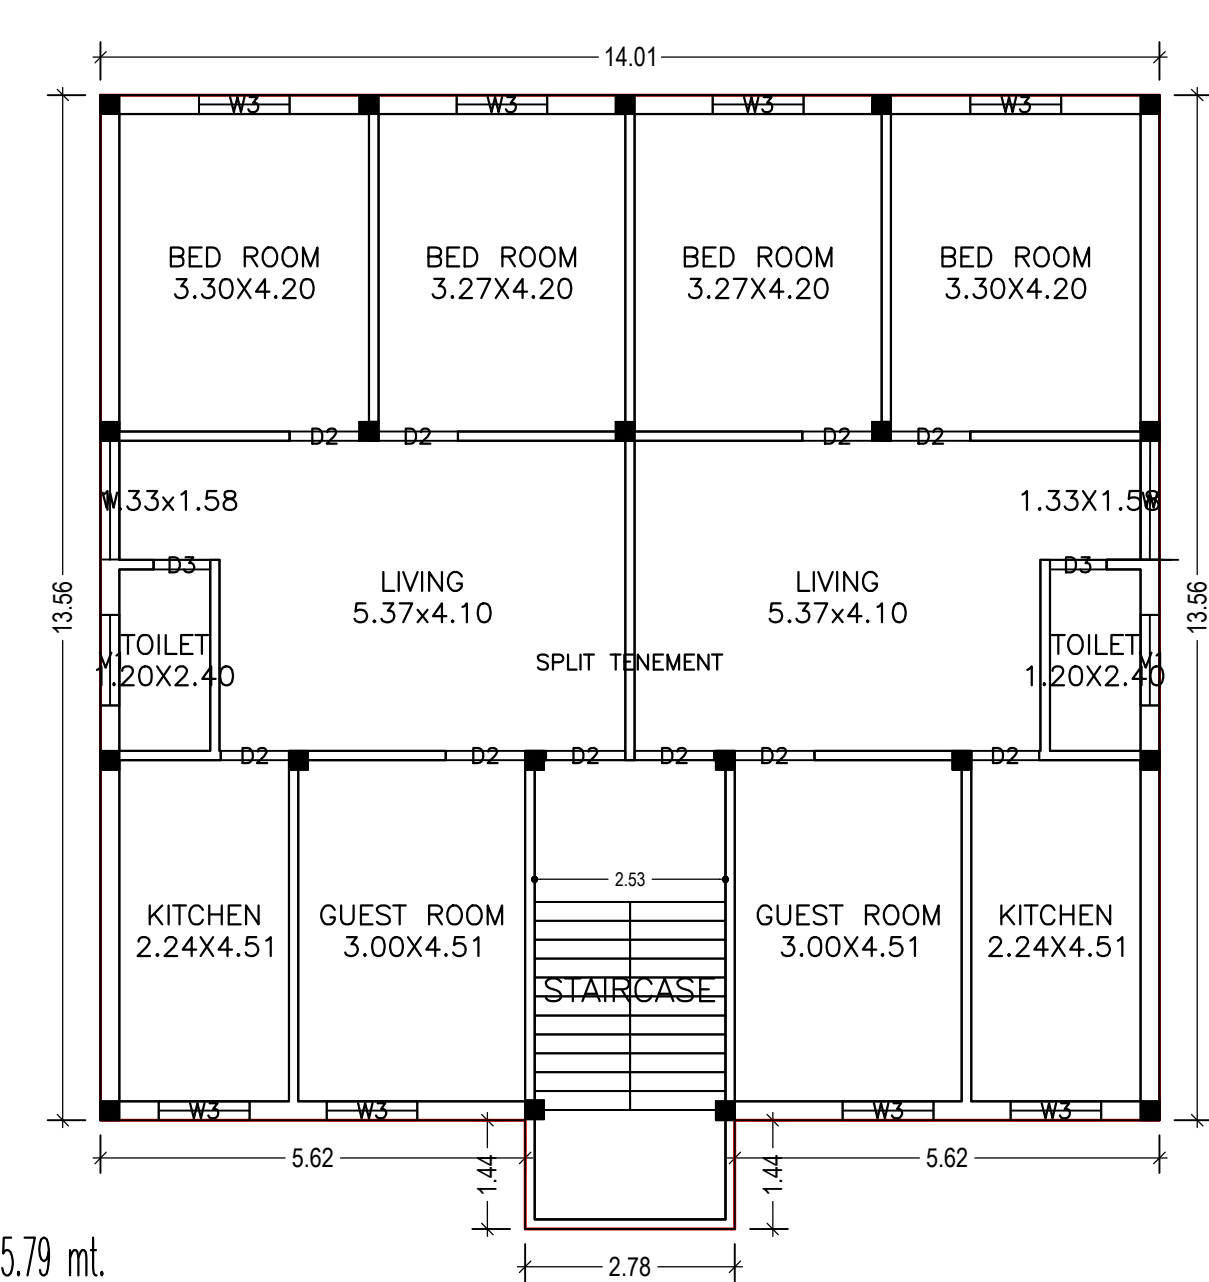 14.01
W3
W3
W3
W3
BED ROOM
3.30X4.20
BED ROOM
3.27X4.20
BED ROOM
3.27X4.20
BED ROOM
3.30X4.20
D2
D2
D2
D2
W
1.33x1.58
1.33X1.58
W
D3
D3
13.56
LIVING
5.37x4.10
LIVING
5.37x4.10
13.56
TOILET
1.20X2.40
SPLIT TENEMENT
TOILET
1.20X2.40
D2
D2
D2
D2
D2
D2
2.53
KITCHEN
2.24X4.51
GUEST ROOM
3.00X4.51
STAIRCASE
GUEST ROOM
3.00X4.51
KITCHEN
2.24X4.51
W3
W3
W3
W3
5.62
1.44
1.44
5.62
5.79 mt.
2.78